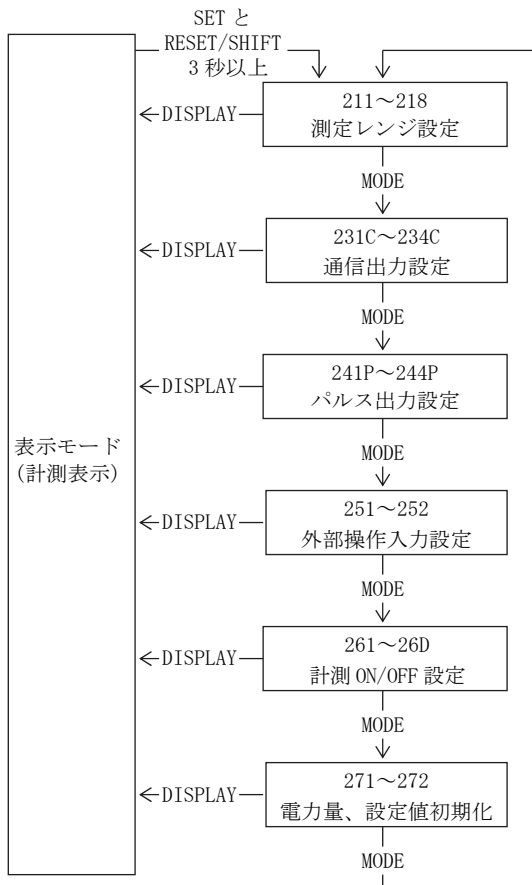 SET と
RESET/SHIFT
3 秒以上
211～218
測定レンジ設定
←DISPLAY
MODE
231C～234C
通信出力設定
←DISPLAY
MODE
241P～244P
パルス出力設定
←DISPLAY
MODE
表示モード
(計測表示)
251～252
外部操作入力設定
←DISPLAY
MODE
261～26D
計測 ON/OFF 設定
←DISPLAY
MODE
271～272
電力量、設定値初期化
←DISPLAY
MODE